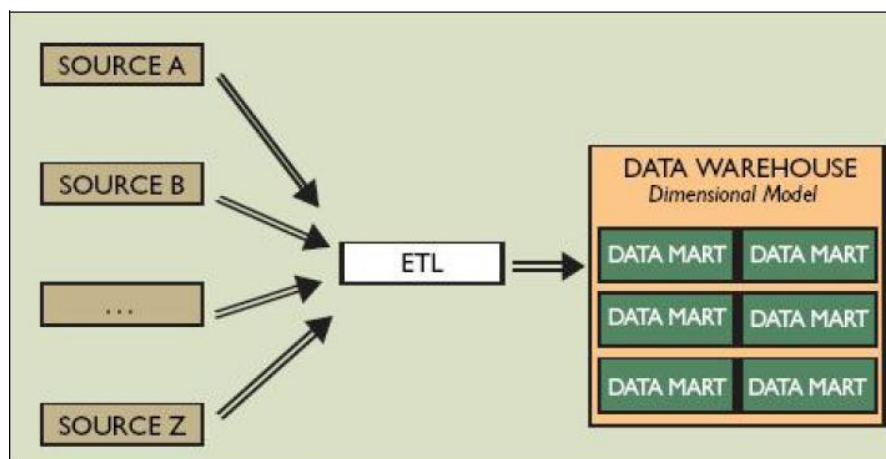 SOURCE A
SOURCE B
...
SOURCE Z
ETL
DATA WAREHOUSE
Dimensional Model
DATA MART DATA MART
DATA MART DATA MART
DATA MART DATA MART